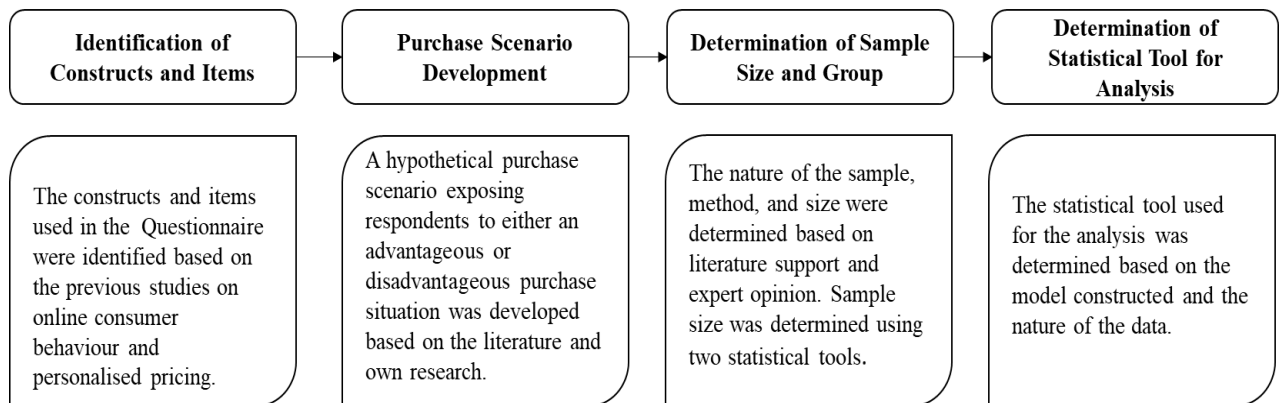 Identification of
Constructs and Items
Purchase Scenario
Development
Determination of Sample
Size and Group
Determination of
Statistical Tool for
Analysis
The constructs and items
used in the Questionnaire
were identified based on
the previous studies on
online consumer
behaviour and
personalised pricing.
A hypothetical purchase
scenario exposing
respondents to either an
advantageous or
disadvantageous purchase
situation was developed
based on the literature and
own research.
The nature of the sample,
method, and size were
determined based on
literature support and
expert opinion. Sample
size was determined using
two statistical tools.
The statistical tool used
for the analysis was
determined based on the
model constructed and the
nature of the data.